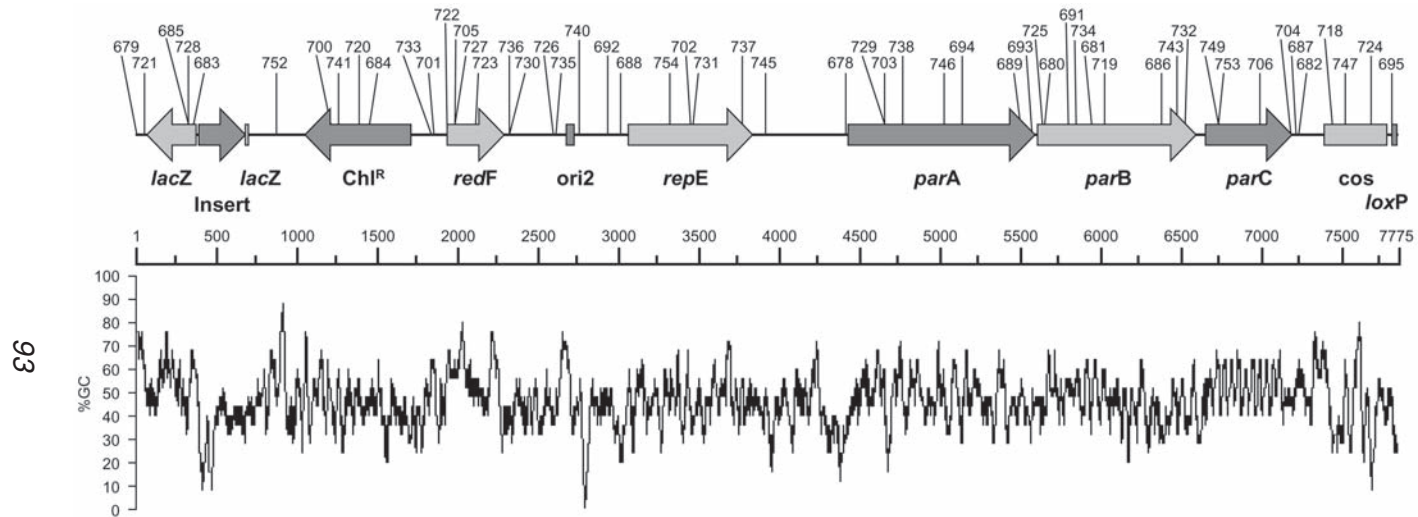 722 691
685 705 740 725 734 732 704 718
679 728 700 720 733 727 736 726 692 702 737 729 738 694 693 681 743 749 687 724
721 683 752 741 684 701 723 730 735 688 754 731 745 678 703 746 689 680 719 686 753 706 682 747 695
lacZ lacZ Chlᴿ redF ori2 repE parA parB parC cos
Insert loxP
1 500 1000 1500 2000 2500 3000 3500 4000 4500 5000 5500 6000 6500 7000 7500 7775
100
90
80
70
60
50
40
30
20
10
0
%GC
93